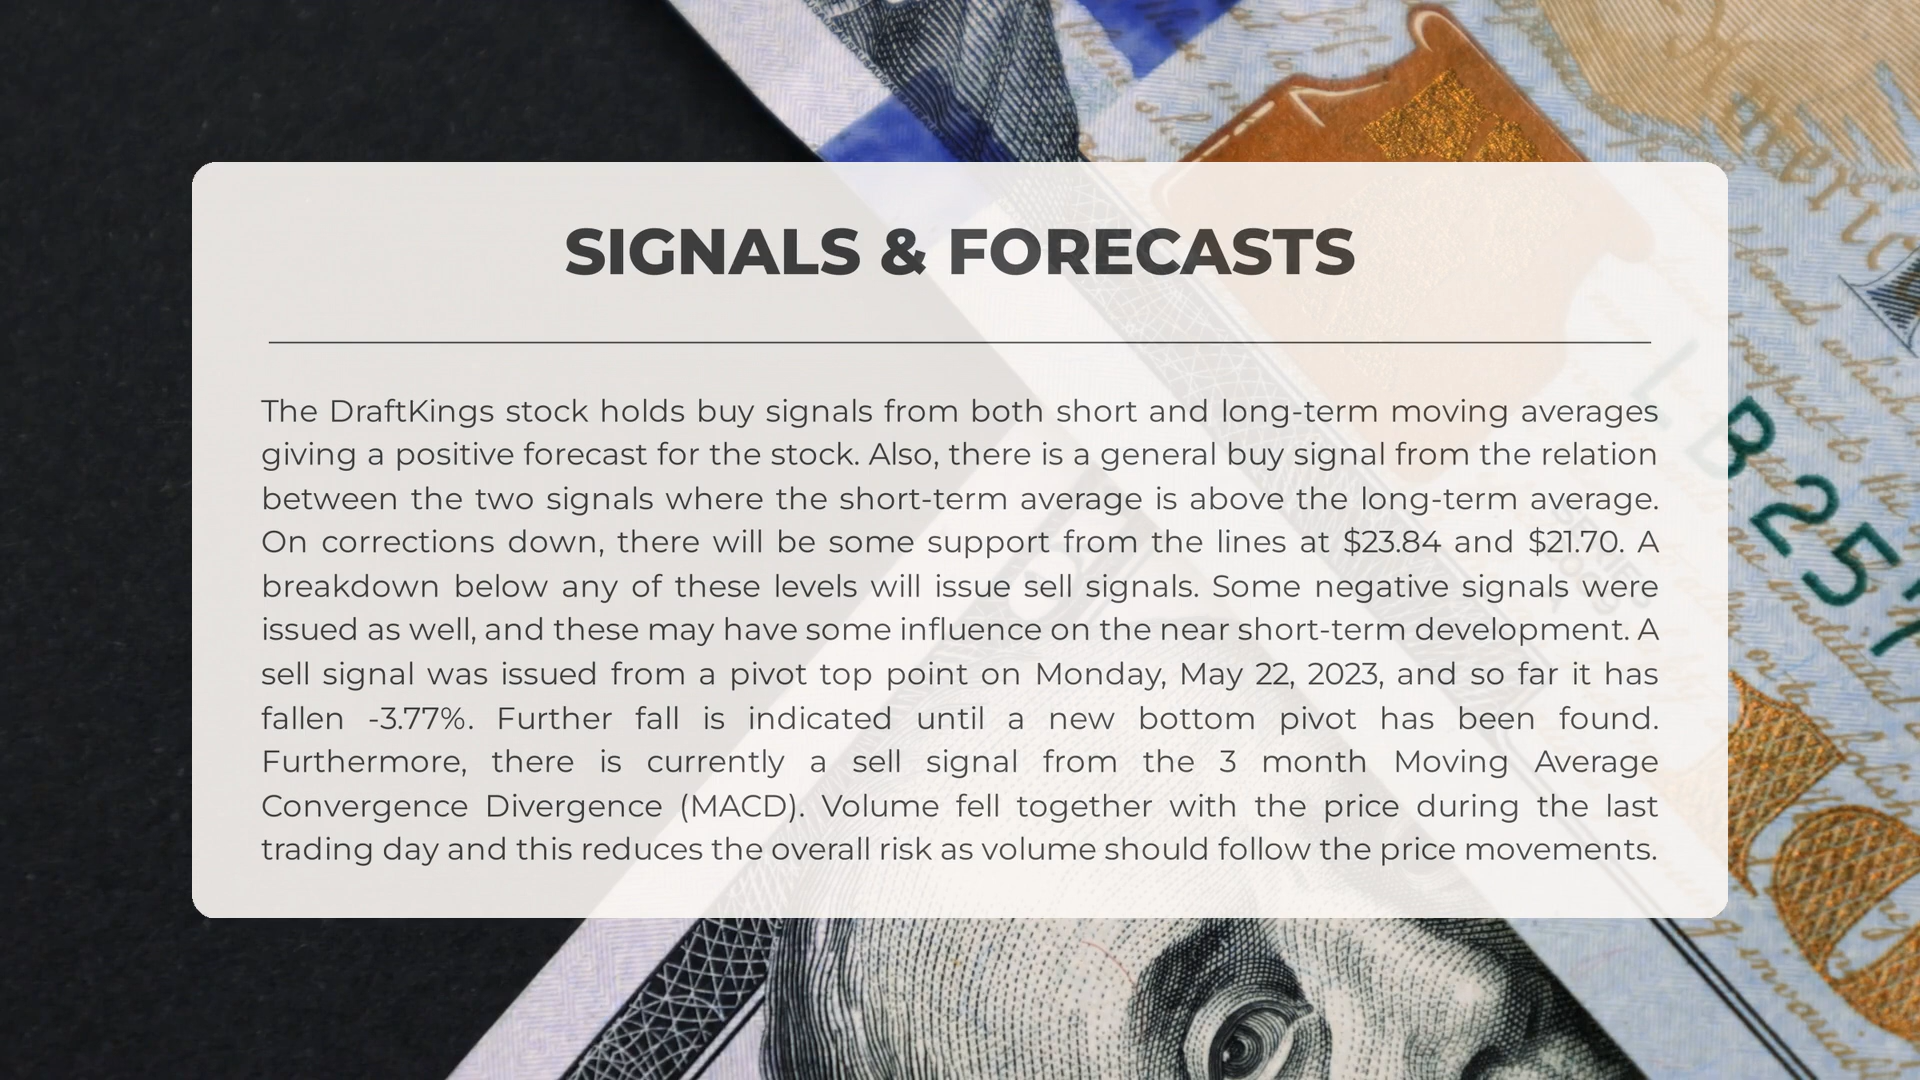 SIGNALS & FORECASTS
The DraftKings stock holds buy signals from both short and long-term moving averages
giving a positive forecast for the stock. Also, there is a general buy signal from the relation
between the two signals where the short-term average is above the long-term average.
On corrections down, there will be some support from the lines at $23.84 and $21.70. A
breakdown below any of these levels will issue sell signals. Some negative signals were
issued as well, and these may have some influence on the near short-term development. A
sell signal was issued from a pivot top point on Monday, May 22, 2023, and so far it has
fallen -3.77%. Further fall is indicated until a new bottom pivot has been found.
Furthermore, there is currently a sell signal from the 3 month Moving Average
Convergence Divergence (MACD). Volume fell together with the price during the last
trading day and this reduces the overall risk as volume should follow the price movements.